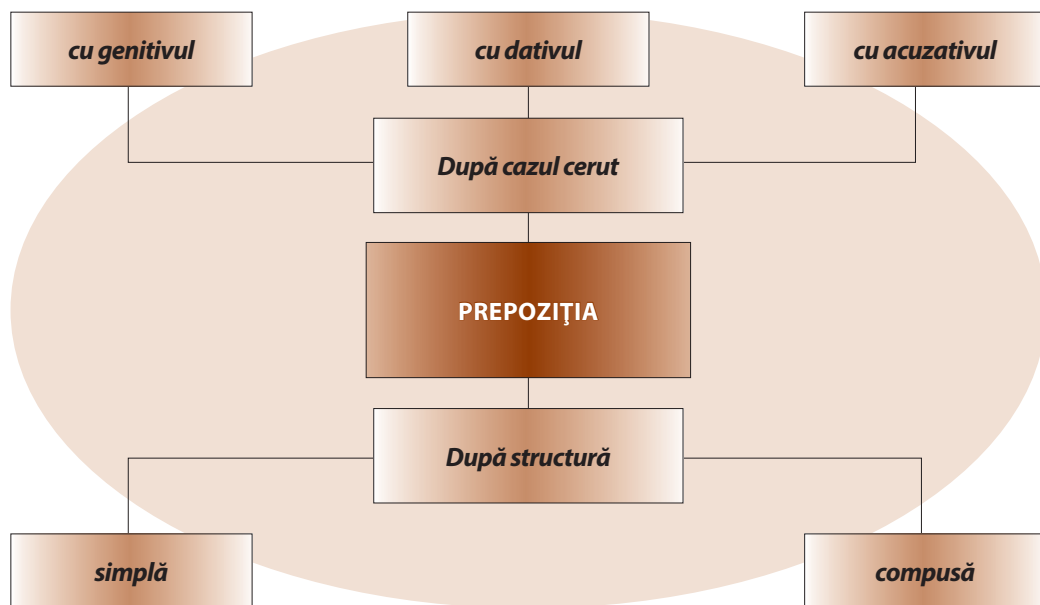 cu genitivul
cu dativul
cu acuzativul
După cazul cerut
PREPOZIŢIA
După structură
simplă
compusă